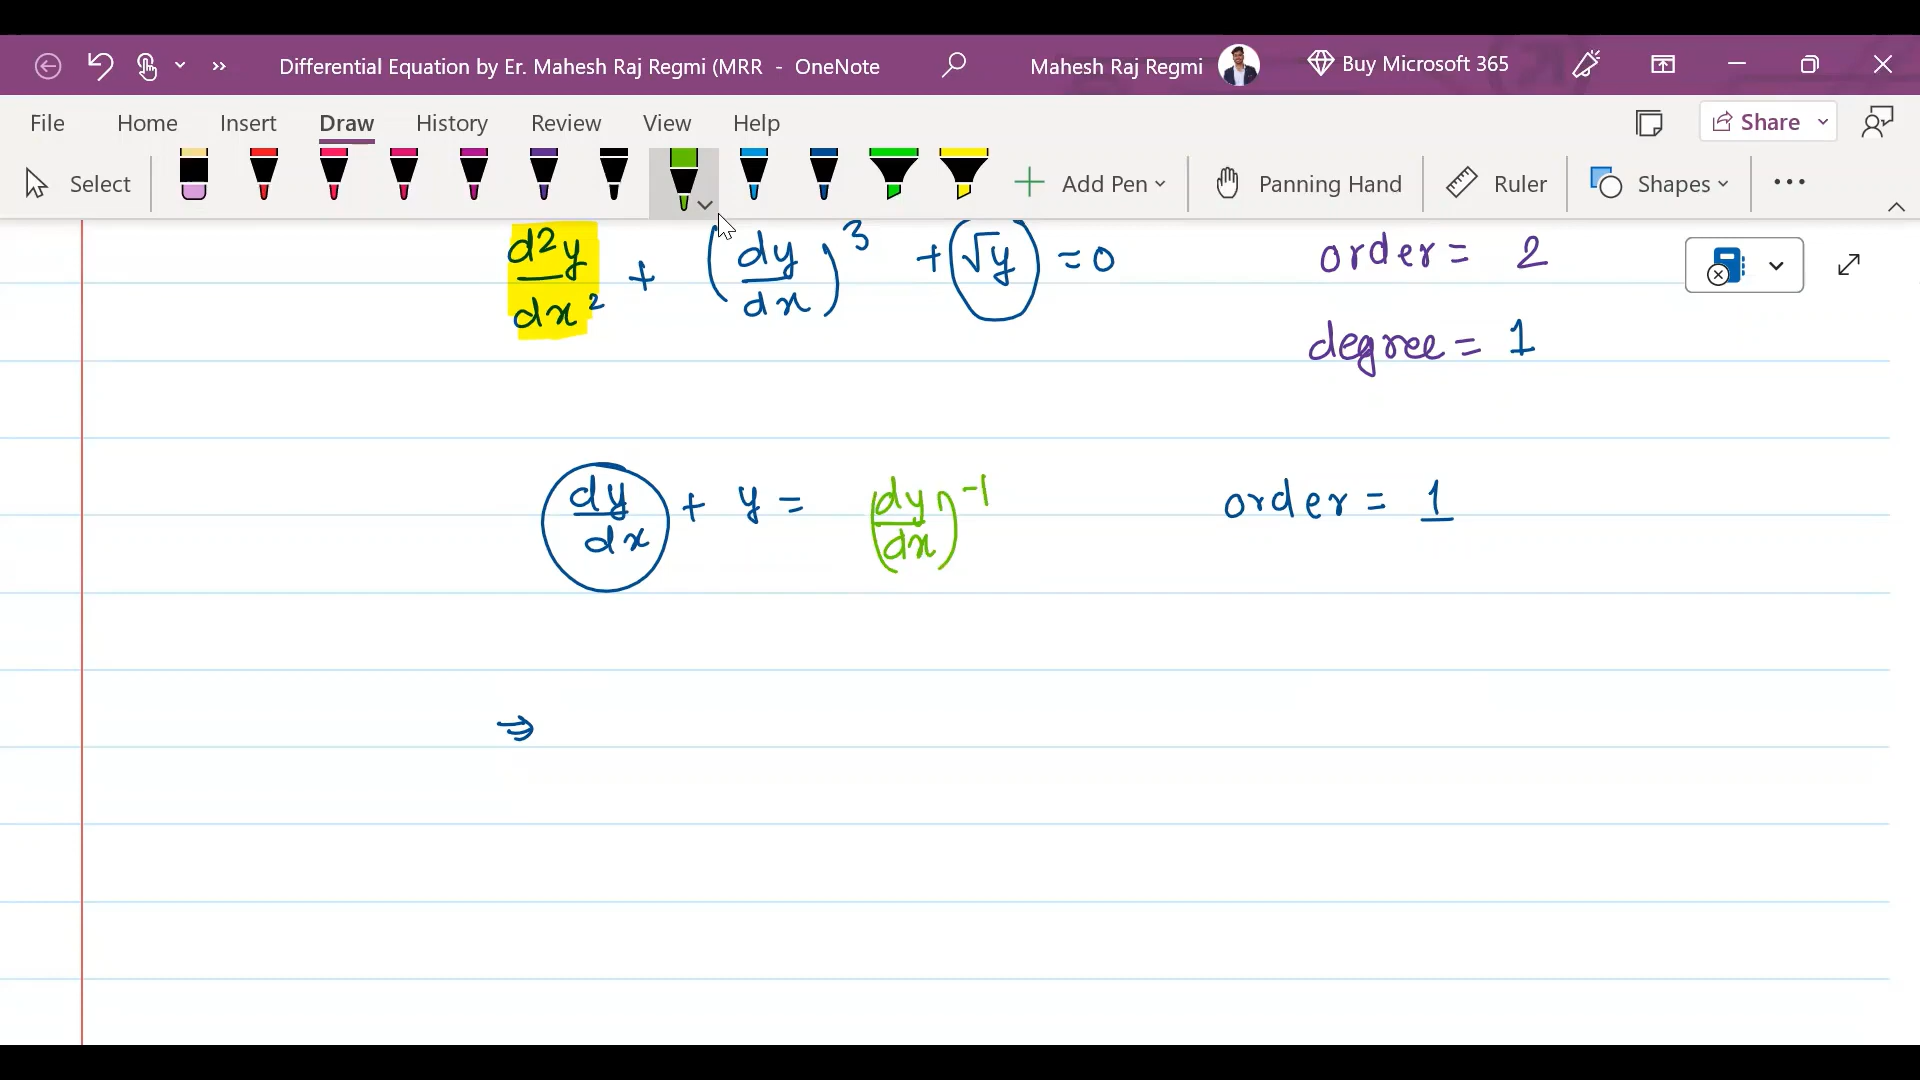 Differential Equation by Er. Mahesh Raj Regmi (MRR - OneNote
Mahesh Raj Regmi
Buy Microsoft 365
File Home Insert Draw History Review View Help
Share
Select
Add Pen
Panning Hand
Ruler
Shapes
d²y/dx² + (dy/dx)³ + √y = 0
order = 2
degree = 1
dy/dx + y = (dy/dx)⁻¹
order = 1
⇒